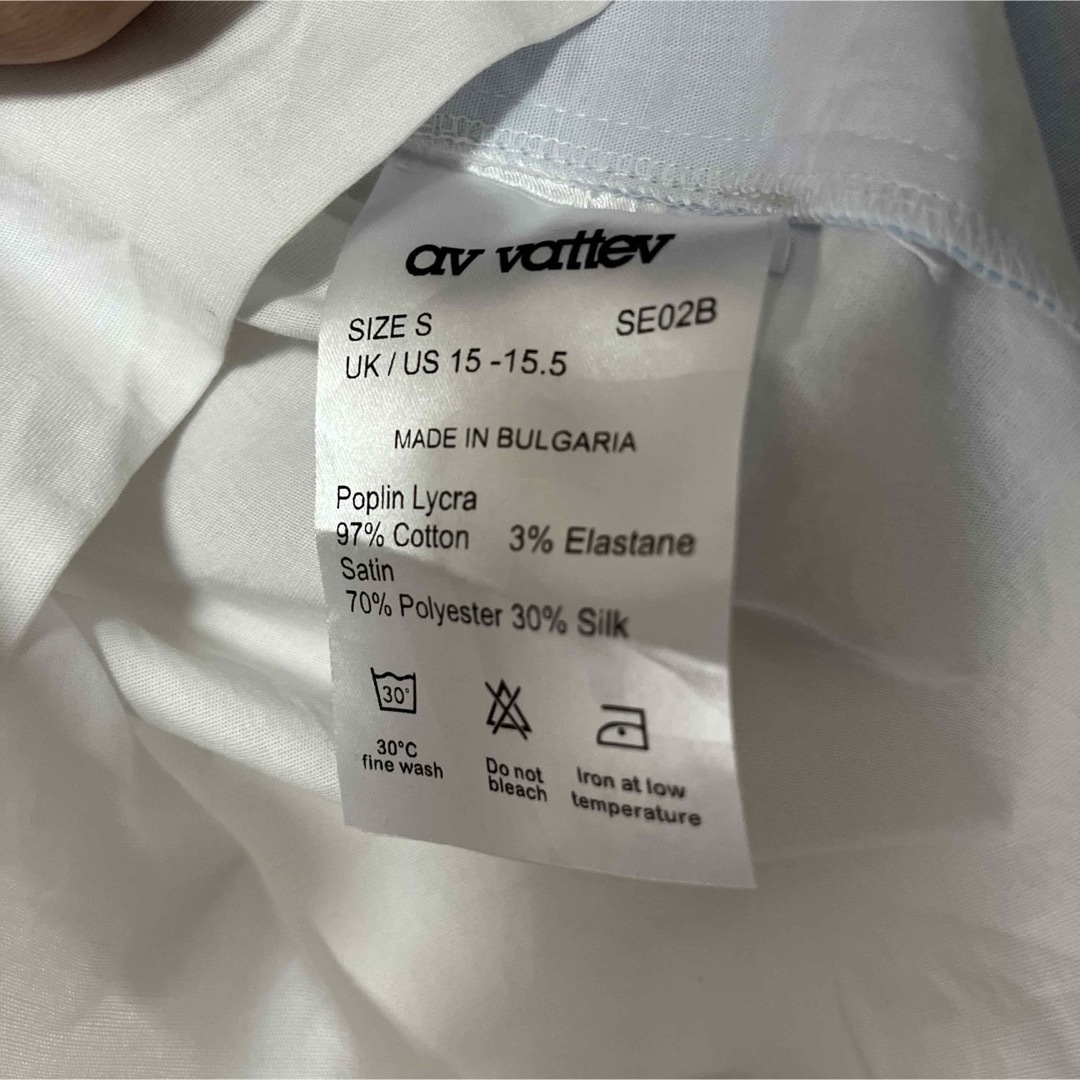 av vattev
SIZE S SE02B
UK / US 15 -15.5
MADE IN BULGARIA
Poplin Lycra
97% Cotton 3% Elastane
Satin
70% Polyester 30% Silk
30°
30°C
fine wash
Do not
bleach
Iron at low
temperature